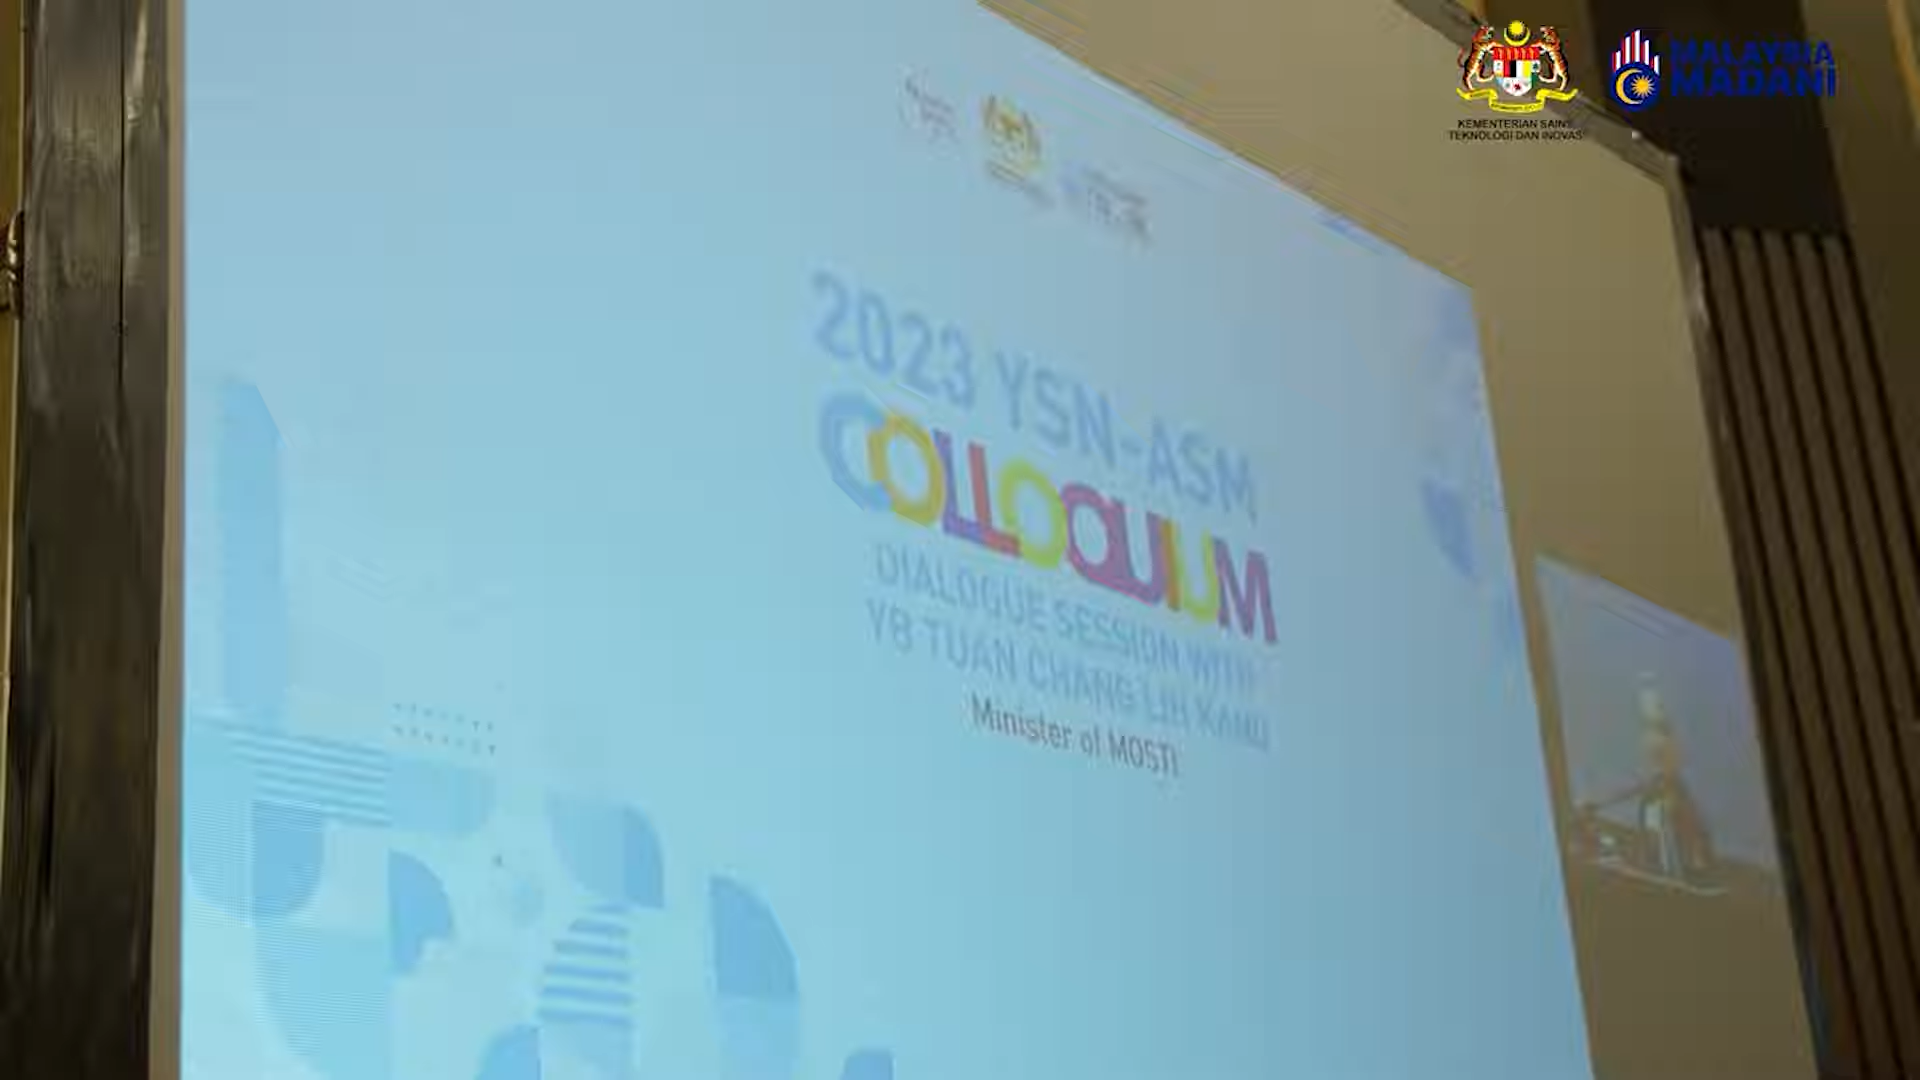 KEMENTERIAN SAINS
TEKNOLOGI DAN INOVASI
MALAYSIA
MADANI
2023 YSN-ASM
COLLOQUIUM
DIALOGUE SESSION WITH
YB TUAN CHANG LIH KANG
Minister of MOSTI